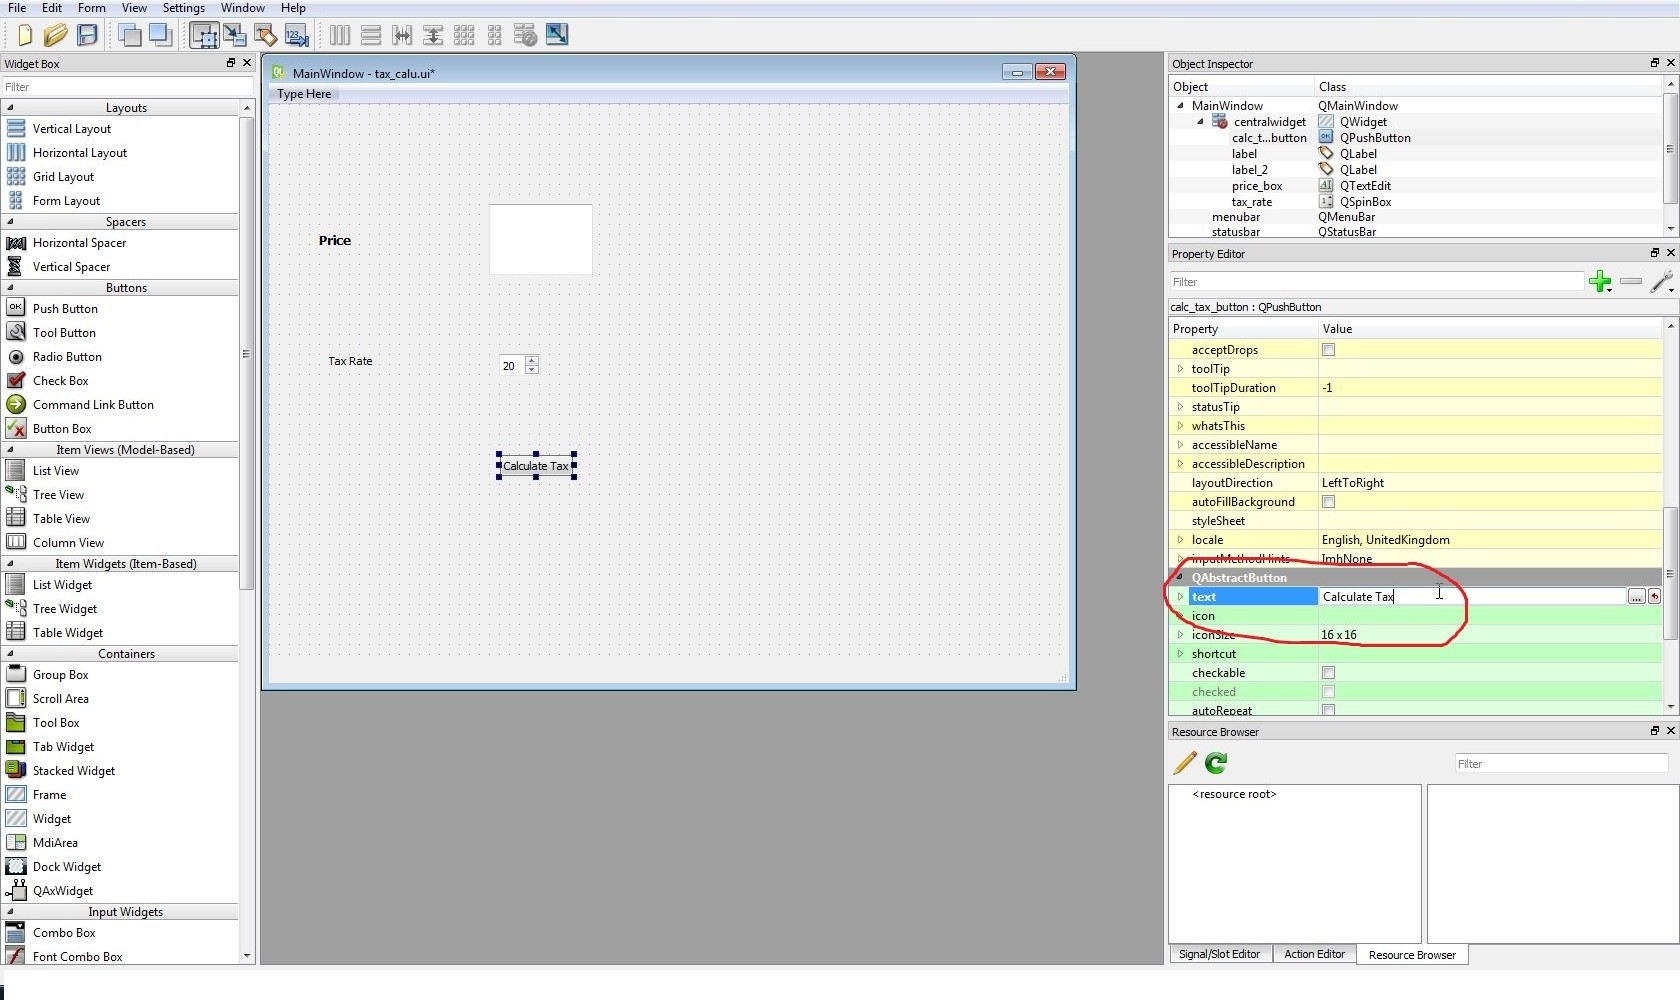 File Edit Form View Settings Window Help
Widget Box
Filter
Layouts
Vertical Layout
Horizontal Layout
Grid Layout
Form Layout
Spacers
Horizontal Spacer
Vertical Spacer
Buttons
OK Push Button
Tool Button
Radio Button
Check Box
Command Link Button
Button Box
Item Views (Model-Based)
List View
Tree View
Table View
Column View
Item Widgets (Item-Based)
List Widget
Tree Widget
Table Widget
Containers
Group Box
Scroll Area
Tool Box
Tab Widget
Stacked Widget
Frame
Widget
MdiArea
Dock Widget
QAxWidget
Input Widgets
Combo Box
Font Combo Box
MainWindow - tax_calu.ui*
Type Here
Price
Tax Rate
20
Calculate Tax
Object Inspector
Object Class
MainWindow QMainWindow
centralwidget QWidget
calc_t...button QPushButton
label QLabel
label_2 QLabel
price_box QTextEdit
tax_rate QSpinBox
menubar QMenuBar
statusbar QStatusBar
Property Editor
Filter
calc_tax_button : QPushButton
Property Value
acceptDrops
toolTip
toolTipDuration -1
statusTip
whatsThis
accessibleName
accessibleDescription
layoutDirection LeftToRight
autoFillBackground
styleSheet
locale English, UnitedKingdom
inputMethodHints ImhNone
QAbstractButton
text Calculate Tax ...
icon
iconSize 16 x 16
shortcut
checkable
checked
autoRepeat
Resource Browser
Filter
<resource root>
Signal/Slot Editor Action Editor Resource Browser